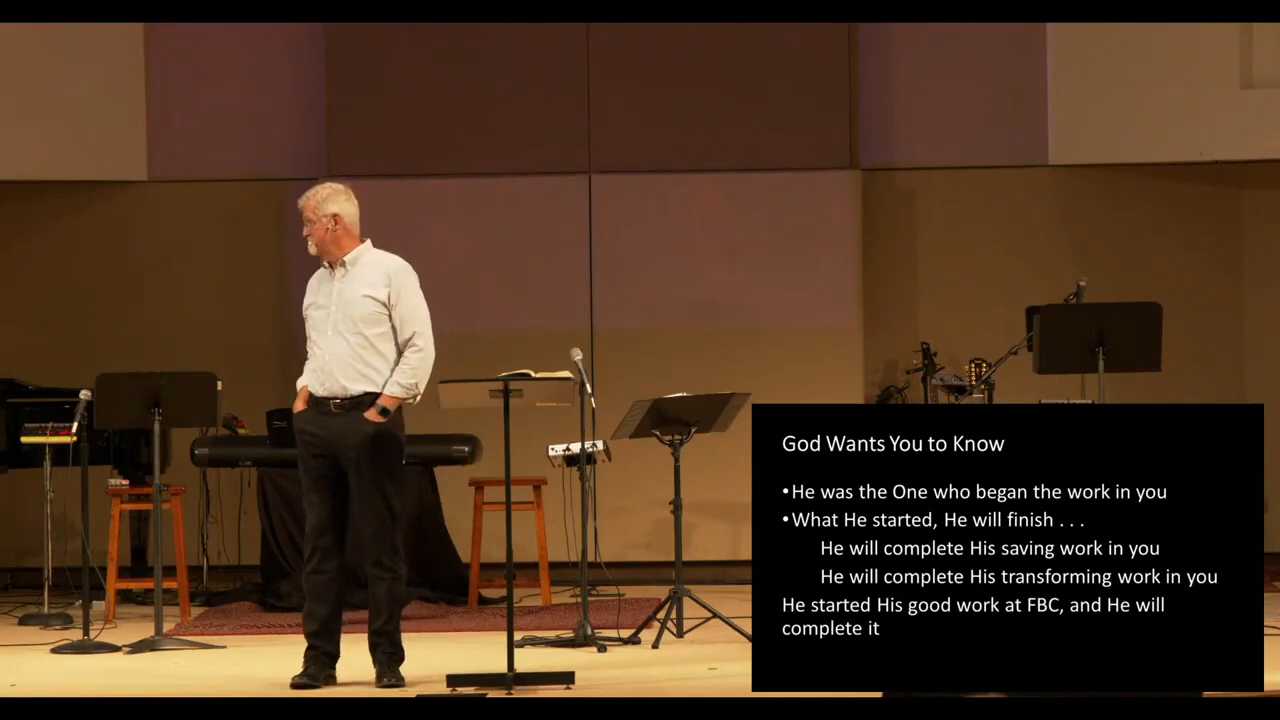 God Wants You to Know
•He was the One who began the work in you
•What He started, He will finish . . .
He will complete His saving work in you
He will complete His transforming work in you
He started His good work at FBC, and He will
complete it